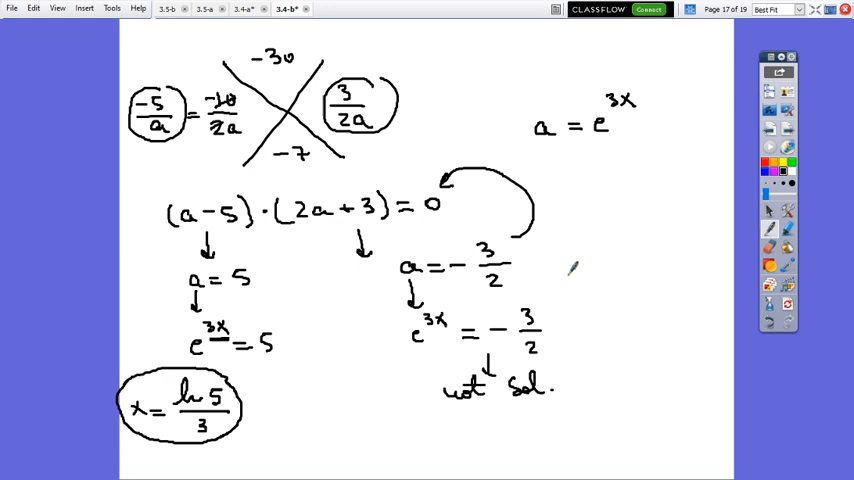 File Edit View Insert Tools Help 3.5-b 3.5-a 3.4-a* 3.4-b* CLASSFLOW Connect Page 17 of 19 Best Fit
-30
-5/a = -10/2a 3/2a
-7
a = e^3x
(a-5)·(2a+3)=0
a = 5 a = -3/2
e^3x = 5 e^3x = -3/2
x = ln 5/3 not sol.